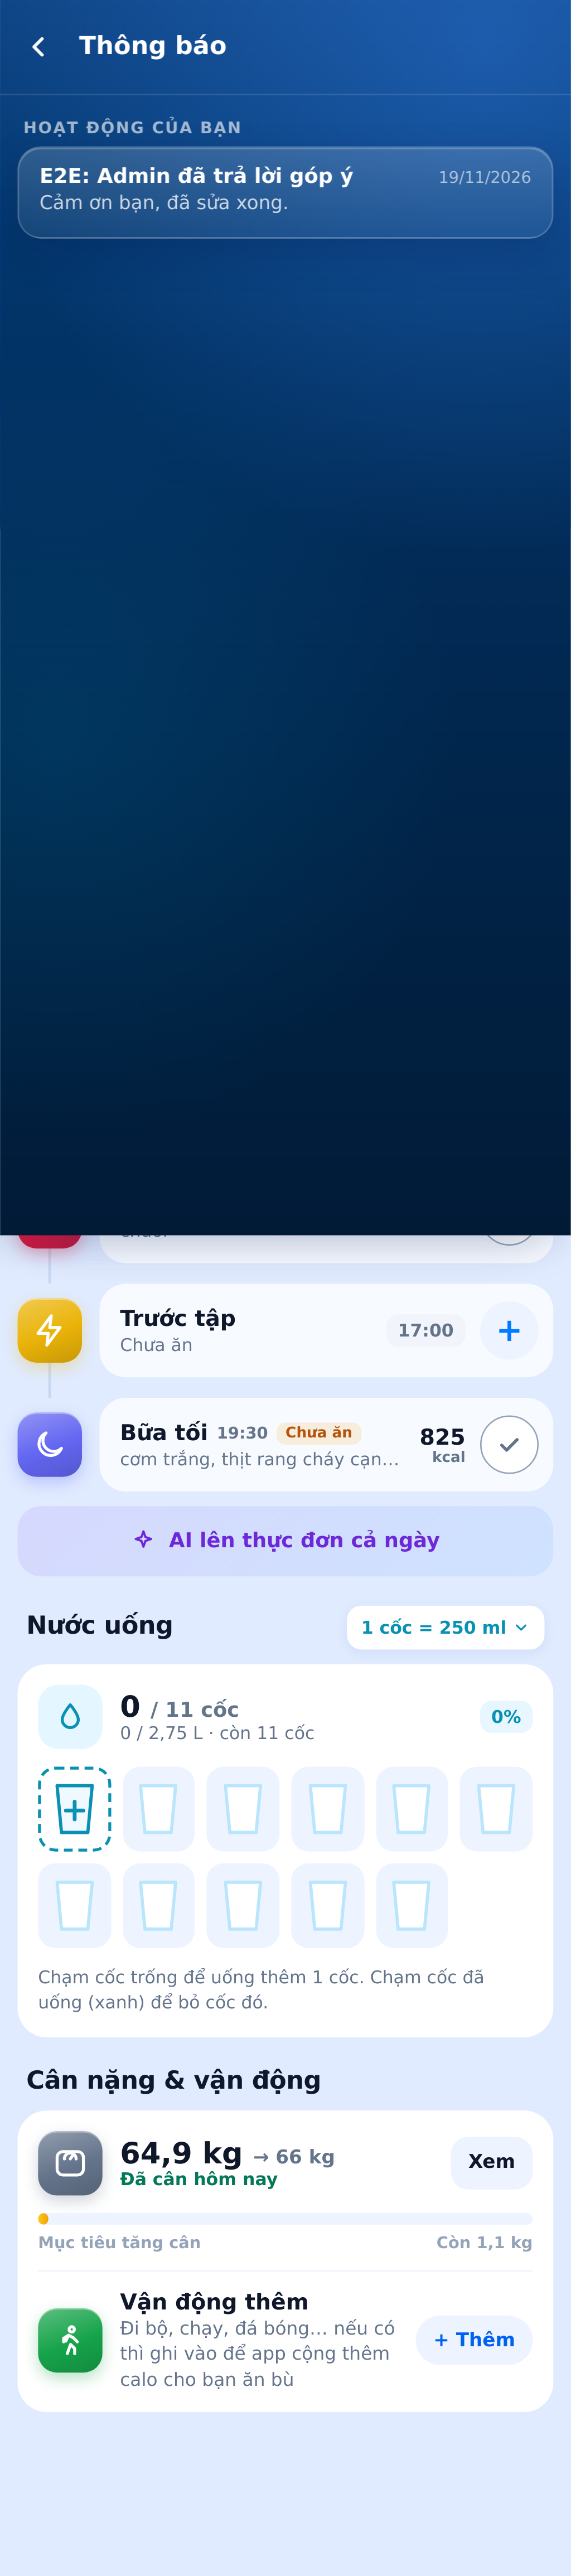 Thông báo
HOẠT ĐỘNG CỦA BẠN
E2E: Admin đã trả lời góp ý 19/11/2026
Cảm ơn bạn, đã sửa xong.
Trước tập
Chưa ăn
17:00
Bữa tối 19:30 Chưa ăn
cơm trắng, thịt rang cháy cạn...
825
kcal
AI lên thực đơn cả ngày
Nước uống
1 cốc = 250 ml
0 / 11 cốc
0 / 2,75 L · còn 11 cốc
0%
Chạm cốc trống để uống thêm 1 cốc. Chạm cốc đã
uống (xanh) để bỏ cốc đó.
Cân nặng & vận động
64,9 kg → 66 kg
Đã cân hôm nay
Xem
Mục tiêu tăng cân
Còn 1,1 kg
Vận động thêm
Đi bộ, chạy, đá bóng... nếu có
thì ghi vào để app cộng thêm
calo cho bạn ăn bù
+ Thêm